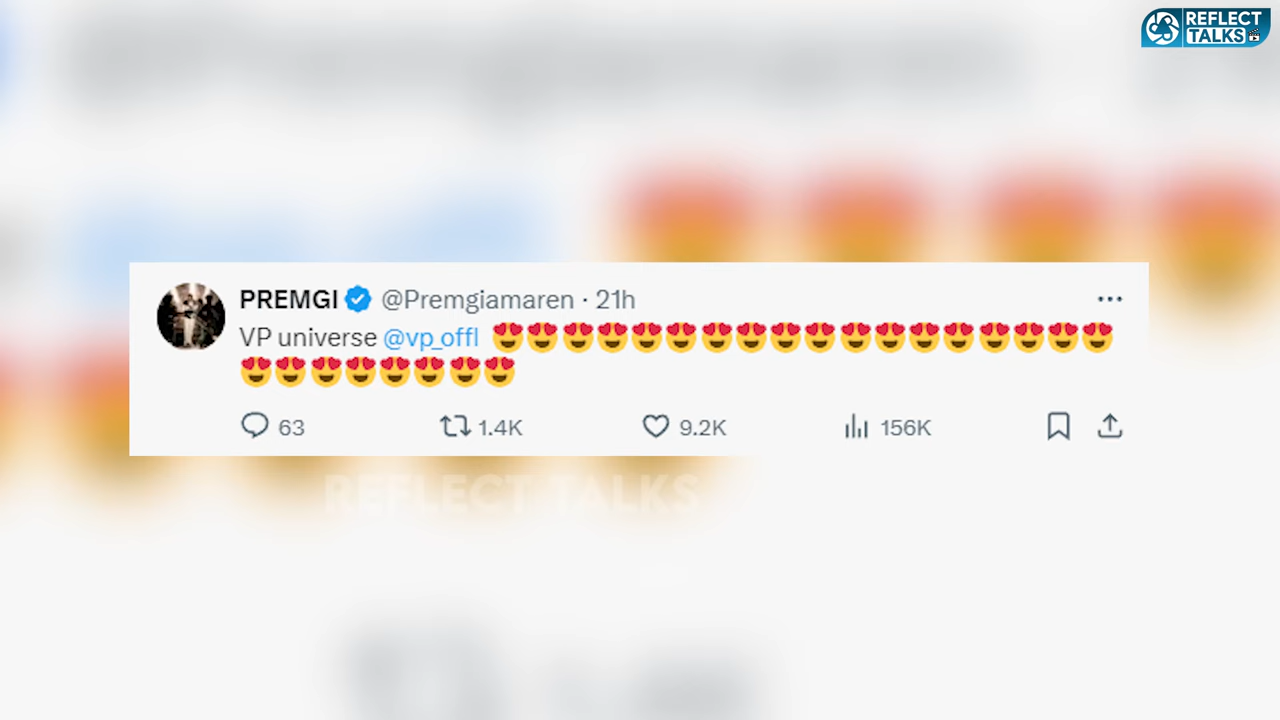 REFLECT
TALKS
PREMGI @Premgiamaren · 21h
VP universe @vp_offl 😍😍😍😍😍😍😍😍😍😍😍😍😍😍😍😍😍😍
😍😍😍😍😍😍😍😍
63 1.4K 9.2K 156K
REFLECT TALKS